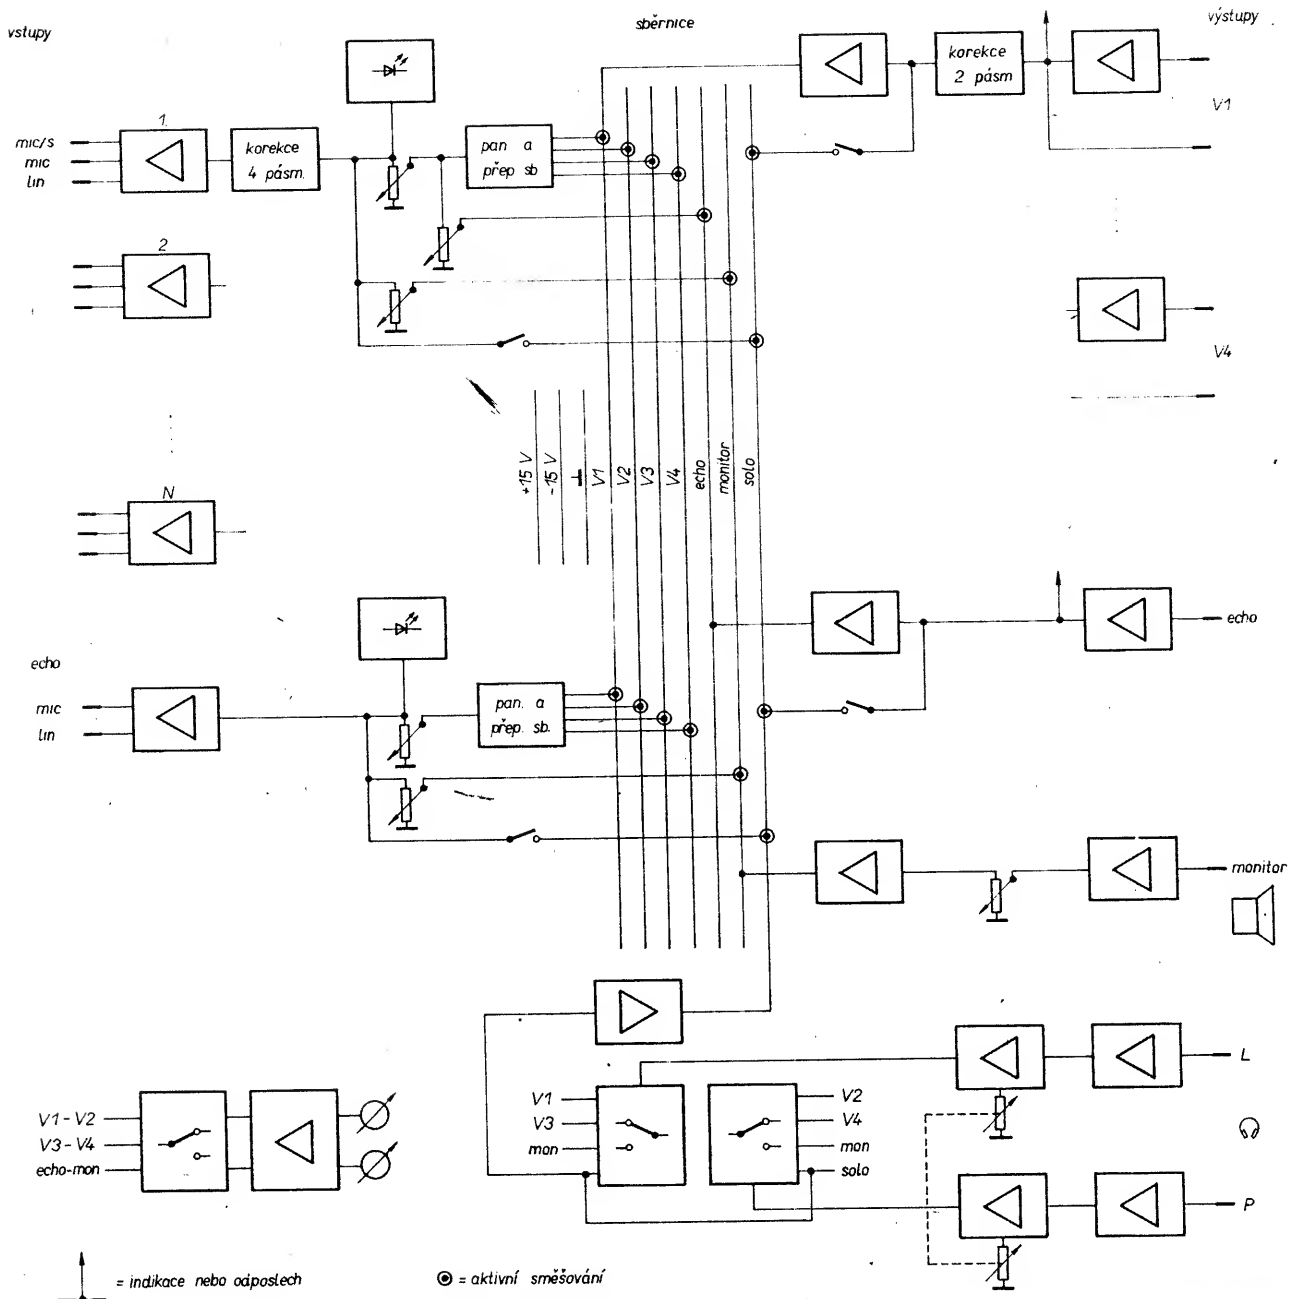 vstupy
sběrnice
výstupy
1
mic/s
mic
lin
korekce
4 pásm.
pan a
přep sb
korekce
2 pásm
V1
2
V4
+15 V
-15 V
V1
V2
V3
V4
echo
monitor
solo
N
echo
mic
lin
pan. a
přep. sb.
echo
monitor
V1-V2
V3-V4
echo-mon
V1
V3
mon
V2
V4
mon
solo
L
P
= indikace nebo odposlech
= aktivní směšování